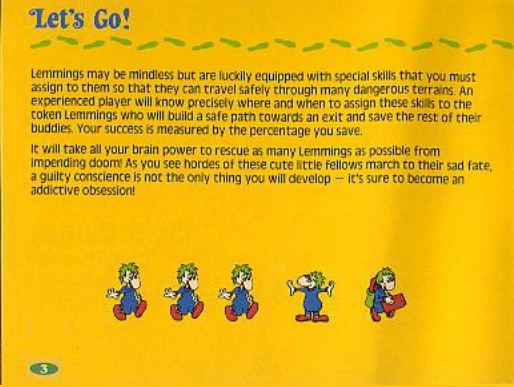 Let's Go!
Lemmings may be mindless but are luckily equipped with special skills that you must
assign to them so that they can travel safely through many dangerous terrains. An
experienced player will know precisely where and when to assign these skills to the
token Lemmings who will build a safe path towards an exit and save the rest of their
buddies. Your success is measured by the percentage you save.
It will take all your brain power to rescue as many Lemmings as possible from
impending doom! As you see hordes of these cute little fellows march to their sad fate,
a guilty conscience is not the only thing you will develop — it's sure to become an
addictive obsession!
3